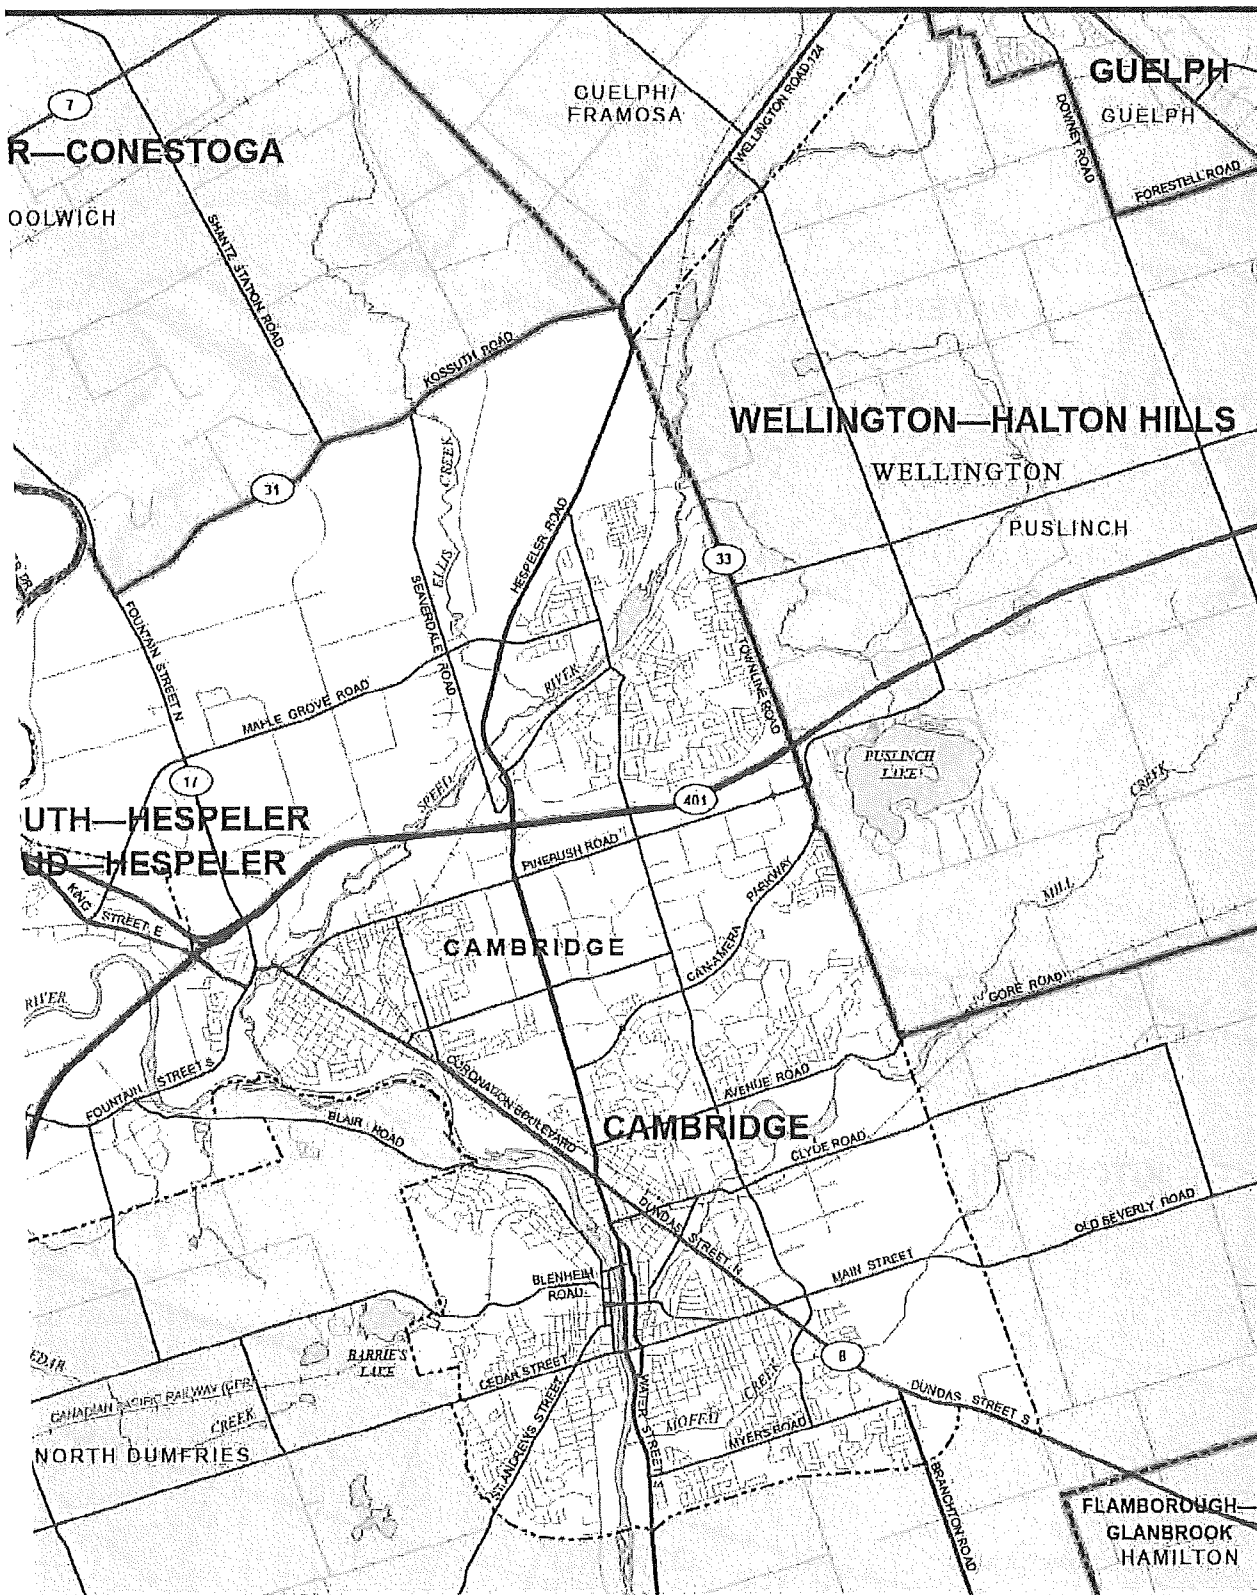 GUELPH
GUELPH/
ERAMOSA
WELLINGTON ROAD 124
GUELPH
DOWNEY ROAD
FORESTELL ROAD
7
R—CONESTOGA
OOLWICH
SHANTZ STATION ROAD
KOSSUTH ROAD
WELLINGTON—HALTON HILLS
WELLINGTON
PUSLINCH
31
ELLIS CREEK
HESPELER ROAD
33
DR
FOUNTAIN STREET N
BEAVERDALE ROAD
TOWNLINE ROAD
RIVER
MAPLE GROVE ROAD
PUSLINCH
LAKE
17
SPEED
401
CREEK
UTH—HESPELER
UD—HESPELER
PINEBUSH ROAD
KING STREET E
MILL
PARKWAY
CAMBRIDGE
CAN-AMERA
RIVER
GORE ROAD
FOUNTAIN STREET S
CORONATION BOULEVARD
AVENUE ROAD
BLAIR ROAD
CAMBRIDGE
CLYDE ROAD
DUNDAS STREET N
OLD BEVERLY ROAD
MAIN STREET
BLENHEIM
ROAD
BARRIE'S
LAKE
8
EDAR
CEDAR STREET
CANADIAN PACIFIC RAILWAY (CPR)
CREEK
ST. ANDREWS STREET
WATER STREET S
MOFFAT CREEK
MYERS ROAD
DUNDAS STREET S
NORTH DUMFRIES
BRANCHTON ROAD
FLAMBOROUGH—
GLANBROOK
HAMILTON